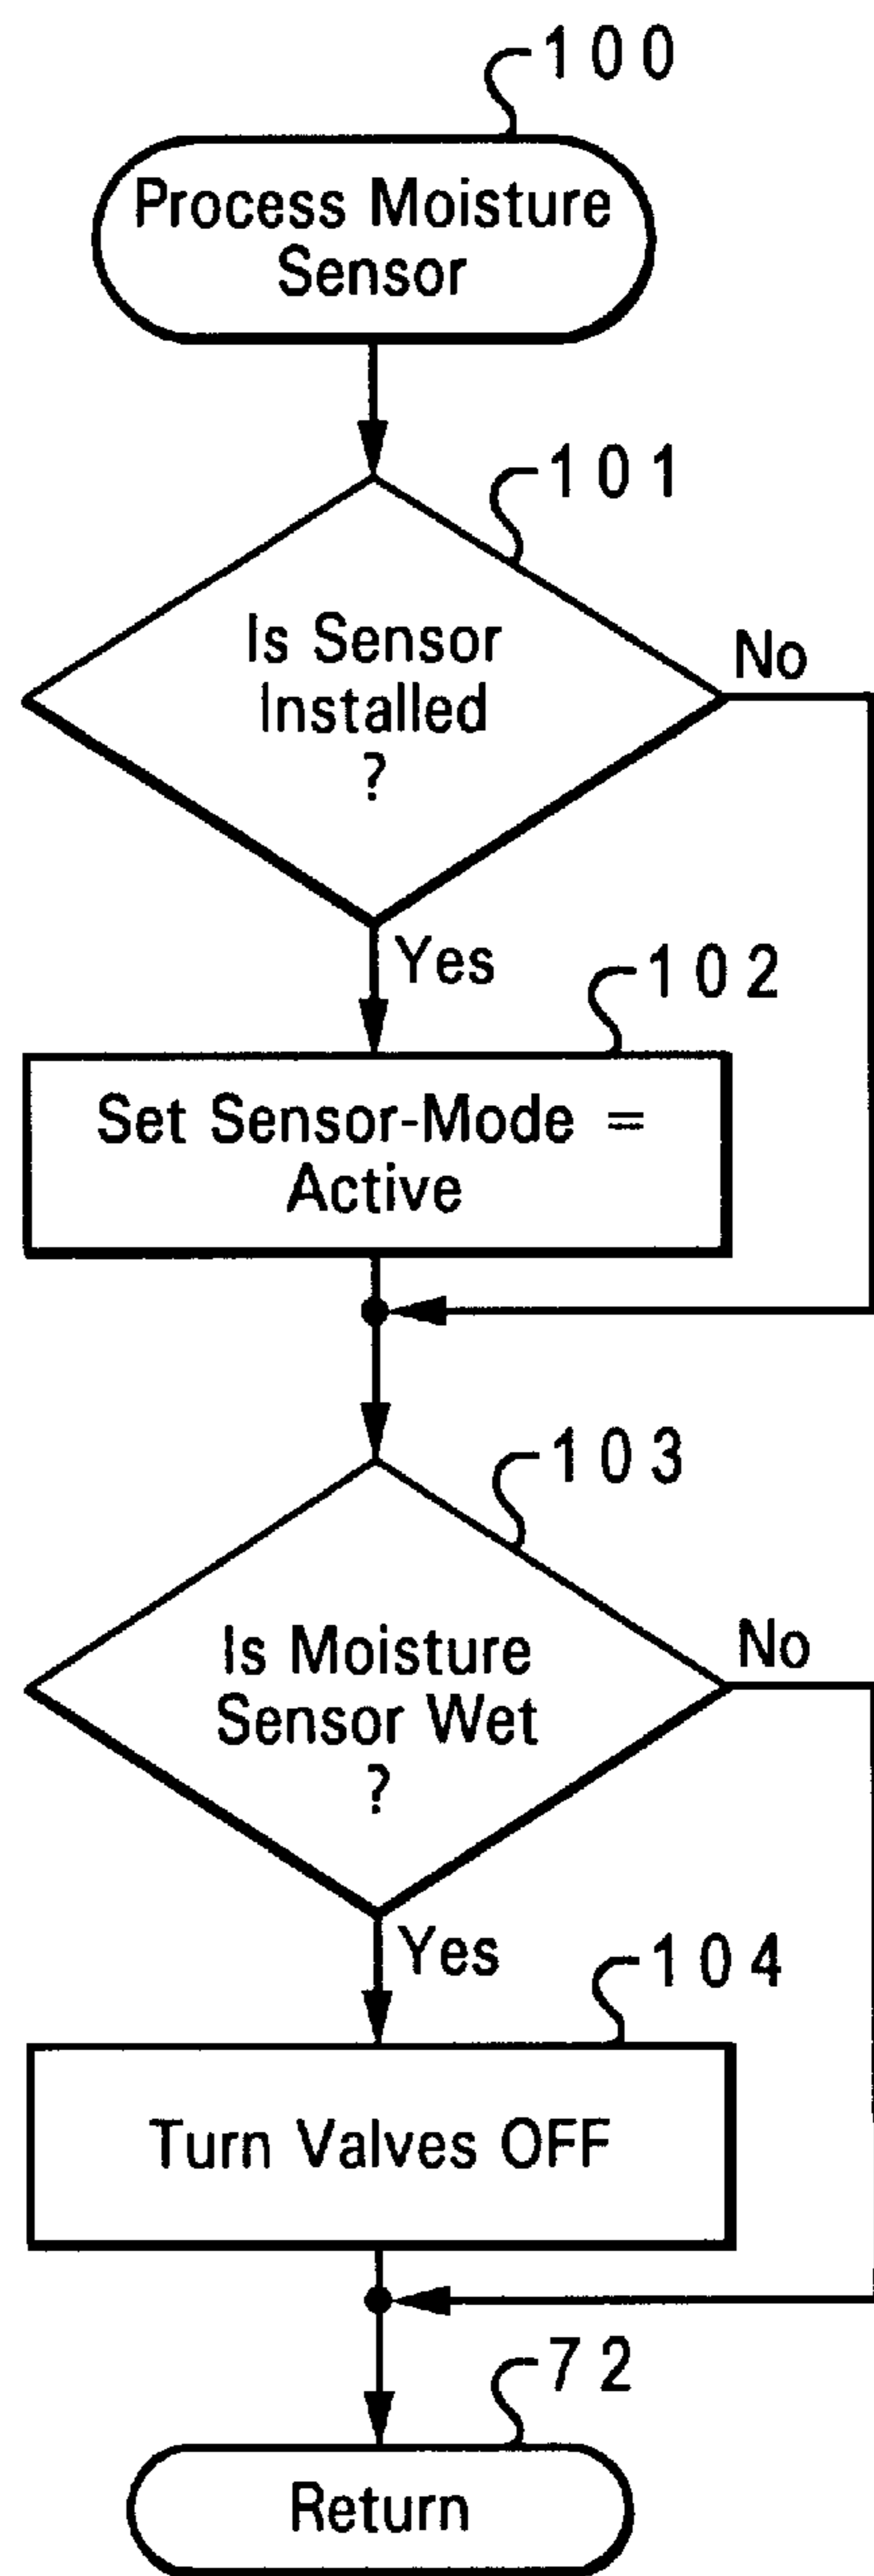 100
Process Moisture
Sensor
101
Is Sensor
Installed
?
No
Yes
102
Set Sensor-Mode =
Active
103
Is Moisture
Sensor Wet
?
No
Yes
104
Turn Valves OFF
72
Return